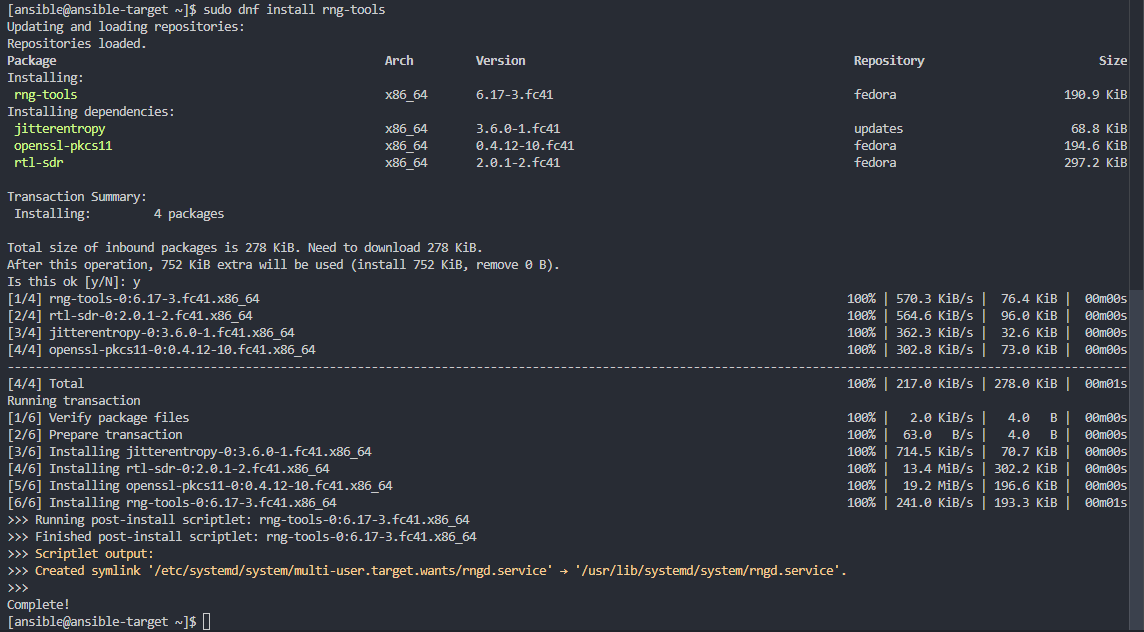 [ansible@ansible-target ~]$ sudo dnf install rng-tools
Updating and loading repositories:
Repositories loaded.
Package Arch Version Repository Size
Installing:
rng-tools x86_64 6.17-3.fc41 fedora 190.9 KiB
Installing dependencies:
jitterentropy x86_64 3.6.0-1.fc41 updates 68.8 KiB
openssl-pkcs11 x86_64 0.4.12-10.fc41 fedora 194.6 KiB
rtl-sdr x86_64 2.0.1-2.fc41 fedora 297.2 KiB
Transaction Summary:
Installing: 4 packages
Total size of inbound packages is 278 KiB. Need to download 278 KiB.
After this operation, 752 KiB extra will be used (install 752 KiB, remove 0 B).
Is this ok [y/N]: y
[1/4] rng-tools-0:6.17-3.fc41.x86_64 100% | 570.3 KiB/s | 76.4 KiB | 00m00s
[2/4] rtl-sdr-0:2.0.1-2.fc41.x86_64 100% | 564.6 KiB/s | 96.0 KiB | 00m00s
[3/4] jitterentropy-0:3.6.0-1.fc41.x86_64 100% | 362.3 KiB/s | 32.6 KiB | 00m00s
[4/4] openssl-pkcs11-0:0.4.12-10.fc41.x86_64 100% | 302.8 KiB/s | 73.0 KiB | 00m00s
----------------------------------------------------------------------------------------------------------------------------------------------------------------
[4/4] Total 100% | 217.0 KiB/s | 278.0 KiB | 00m01s
Running transaction
[1/6] Verify package files 100% | 2.0 KiB/s | 4.0 B | 00m00s
[2/6] Prepare transaction 100% | 63.0 B/s | 4.0 B | 00m00s
[3/6] Installing jitterentropy-0:3.6.0-1.fc41.x86_64 100% | 714.5 KiB/s | 70.7 KiB | 00m00s
[4/6] Installing rtl-sdr-0:2.0.1-2.fc41.x86_64 100% | 13.4 MiB/s | 302.2 KiB | 00m00s
[5/6] Installing openssl-pkcs11-0:0.4.12-10.fc41.x86_64 100% | 19.2 MiB/s | 196.6 KiB | 00m00s
[6/6] Installing rng-tools-0:6.17-3.fc41.x86_64 100% | 241.0 KiB/s | 193.3 KiB | 00m01s
>>> Running post-install scriptlet: rng-tools-0:6.17-3.fc41.x86_64
>>> Finished post-install scriptlet: rng-tools-0:6.17-3.fc41.x86_64
>>> Scriptlet output:
>>> Created symlink '/etc/systemd/system/multi-user.target.wants/rngd.service' → '/usr/lib/systemd/system/rngd.service'.
>>>
Complete!
[ansible@ansible-target ~]$